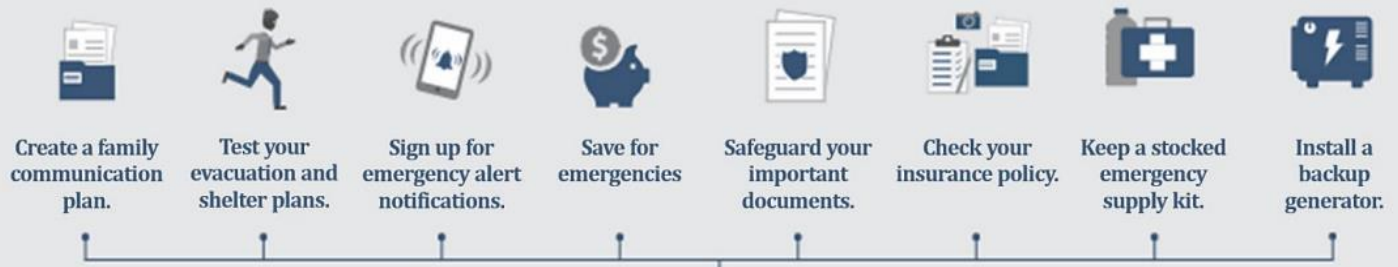 Create a family
communication
plan.
Test your
evacuation and
shelter plans.
Sign up for
emergency alert
notifications.
Save for
emergencies
Safeguard your
important
documents.
Check your
insurance policy.
Keep a stocked
emergency
supply kit.
Install a
backup
generator.